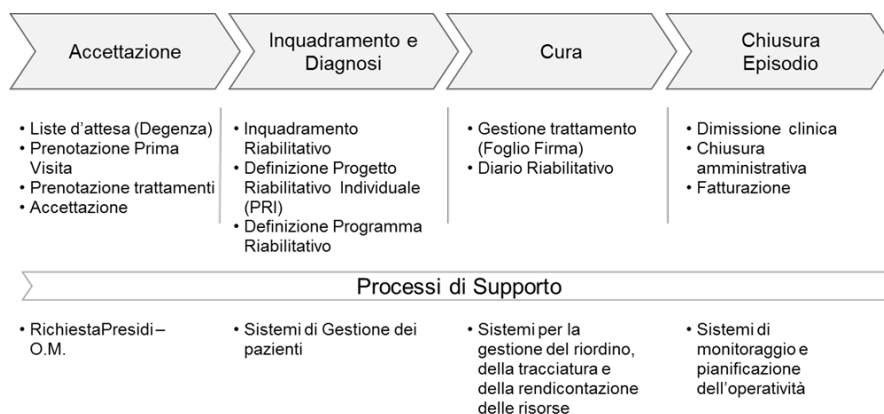 Accettazione
Inquadramento e
Diagnosi
Cura
Chiusura
Episodio
• Liste d'attesa (Degenza)
• Prenotazione Prima
Visita
• Prenotazione trattamenti
• Accettazione
• Inquadramento
Riabilitativo
• Definizione Progetto
Riabilitativo Individuale
(PRI)
• Definizione Programma
Riabilitativo
• Gestione trattamento
(Foglio Firma)
• Diario Riabilitativo
• Dimissione clinica
• Chiusura
amministrativa
• Fatturazione
Processi di Supporto
• RichiestaPresidi –
O.M.
• Sistemi di Gestione dei
pazienti
• Sistemi per la
gestione del riordino,
della tracciatura e
della rendicontazione
delle risorse
• Sistemi di
monitoraggio e
pianificazione
dell'operatività